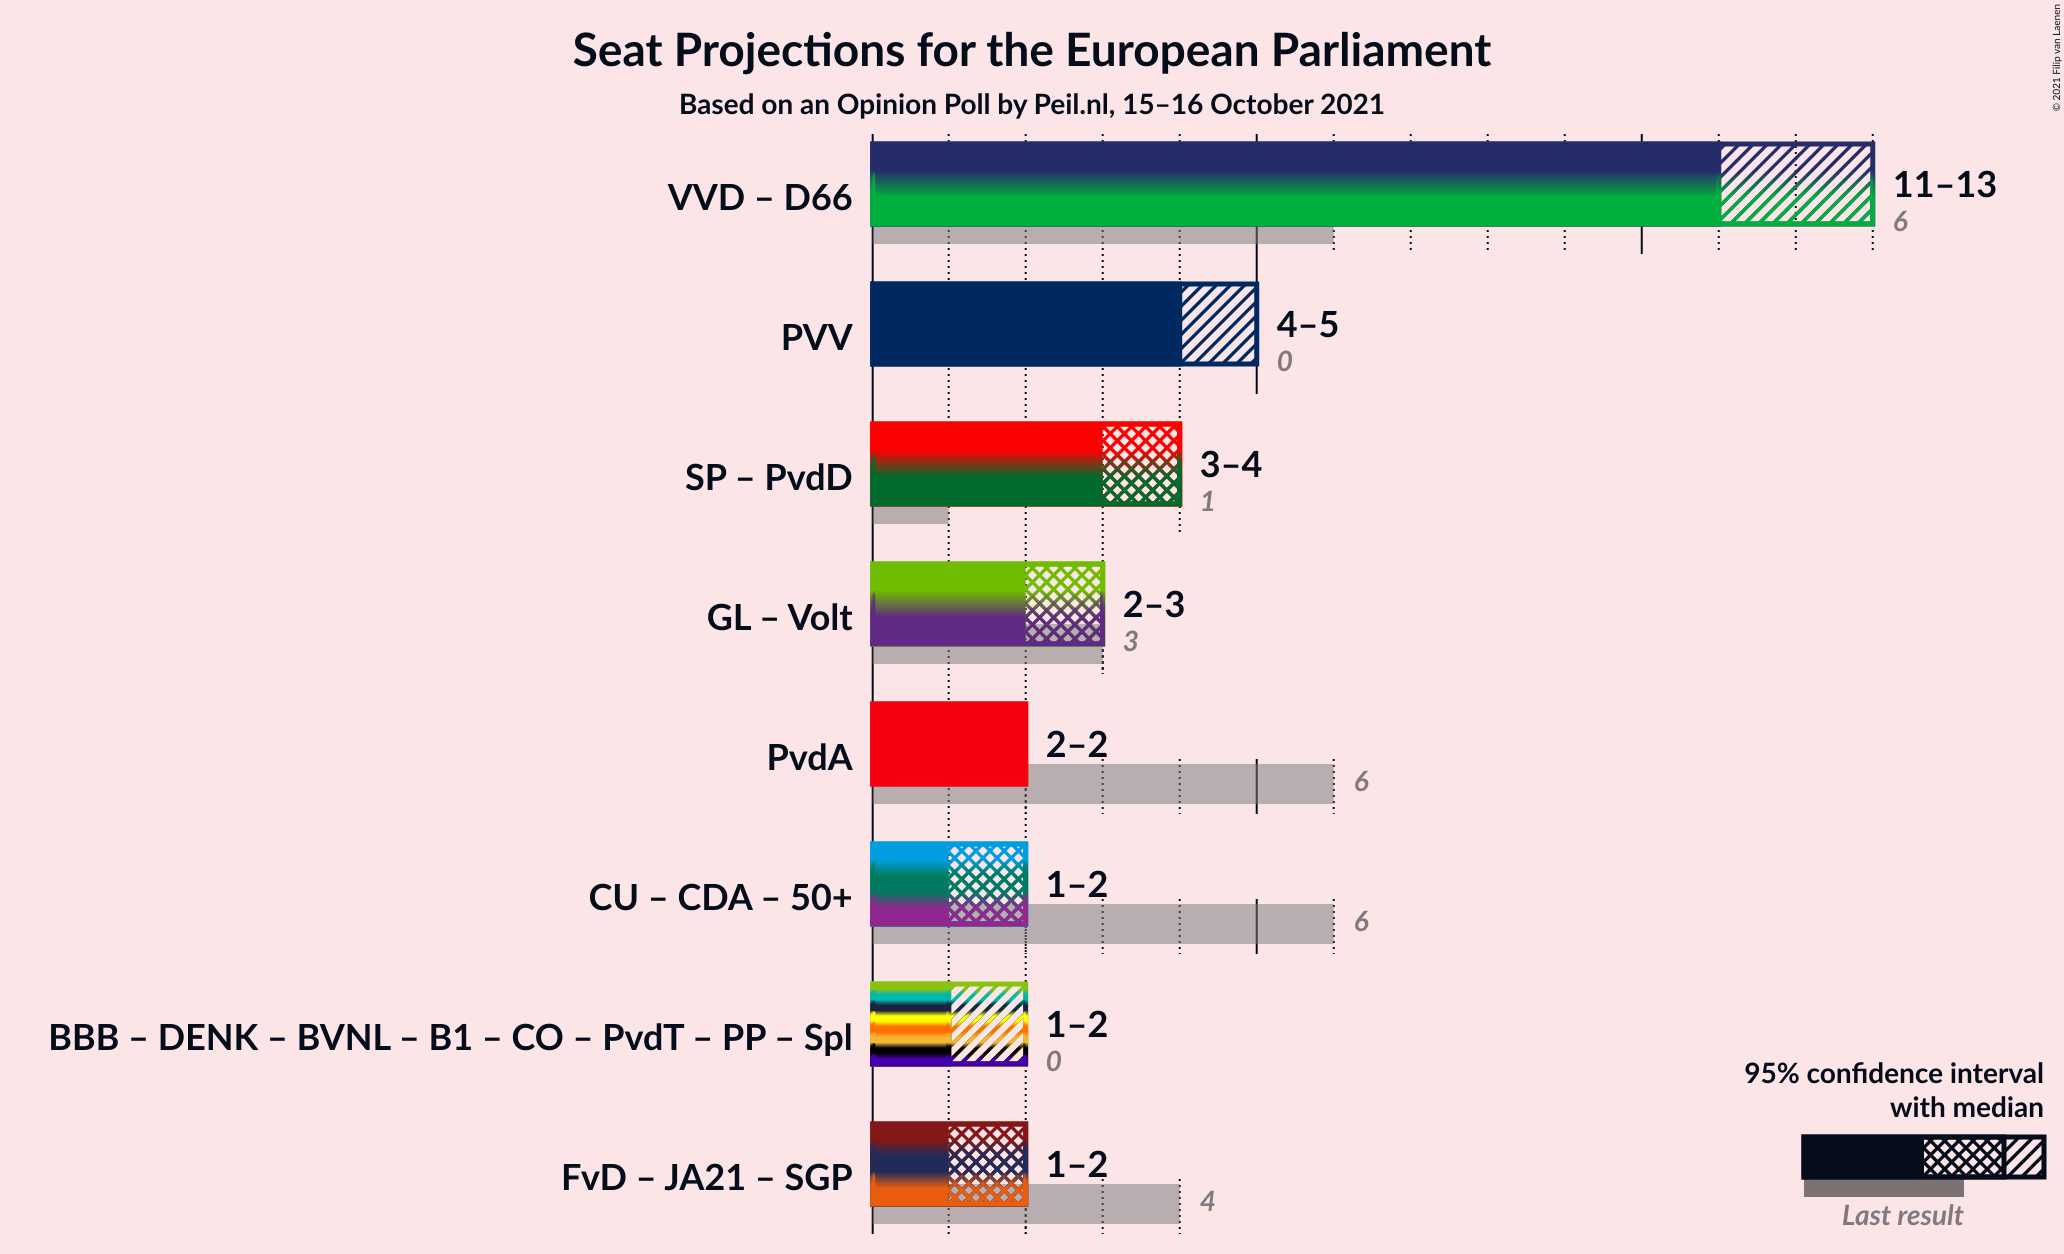 Seat Projections for the European Parliament
Based on an Opinion Poll by Peil.nl, 15–16 October 2021
© 2021 Filip van Laenen
VVD – D66
11–13
6
PVV
4–5
0
SP – PvdD
3–4
1
GL – Volt
2–3
3
PvdA
2–2
6
CU – CDA – 50+
1–2
6
BBB – DENK – BVNL – B1 – CO – PvdT – PP – Spl
1–2
0
FvD – JA21 – SGP
1–2
4
95% confidence interval
with median
Last result